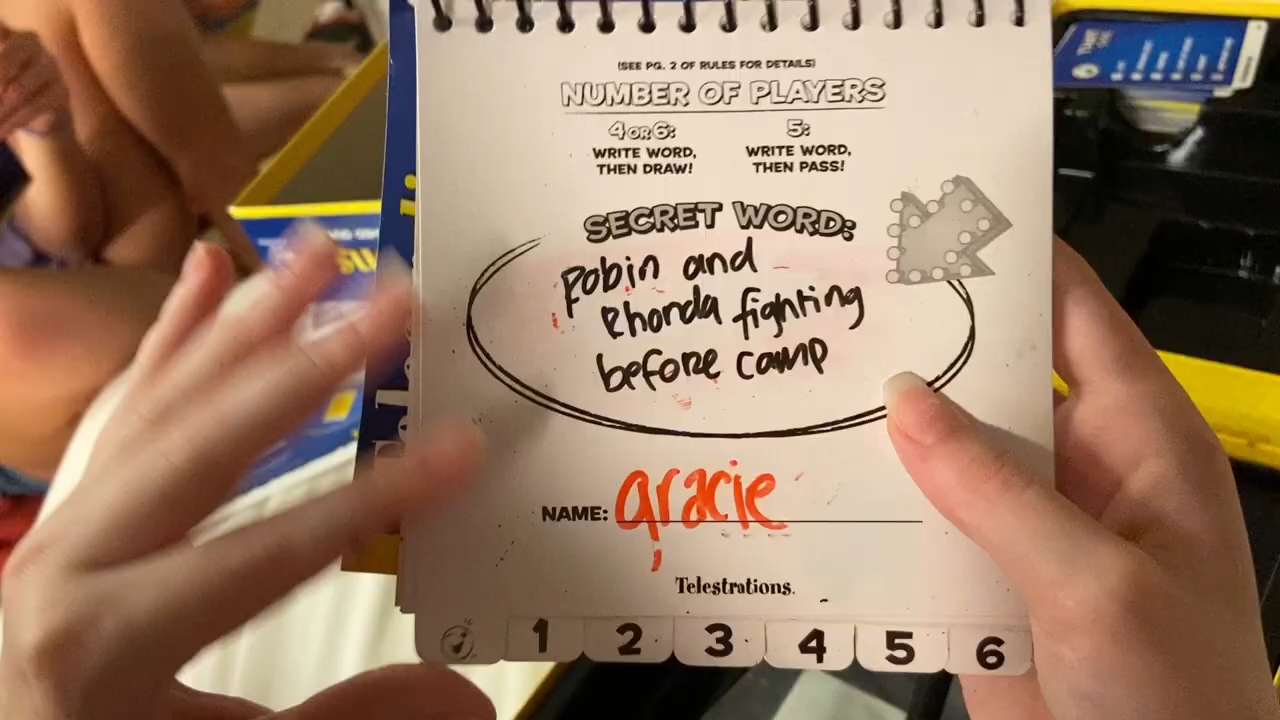 (SEE PG. 2 OF RULES FOR DETAILS)
NUMBER OF PLAYERS
4 OR 6:
WRITE WORD,
THEN DRAW!
5:
WRITE WORD,
THEN PASS!
SECRET WORD:
Robin and
Rhonda fighting
before camp
NAME: gracie
Telestrations.
1 2 3 4 5 6